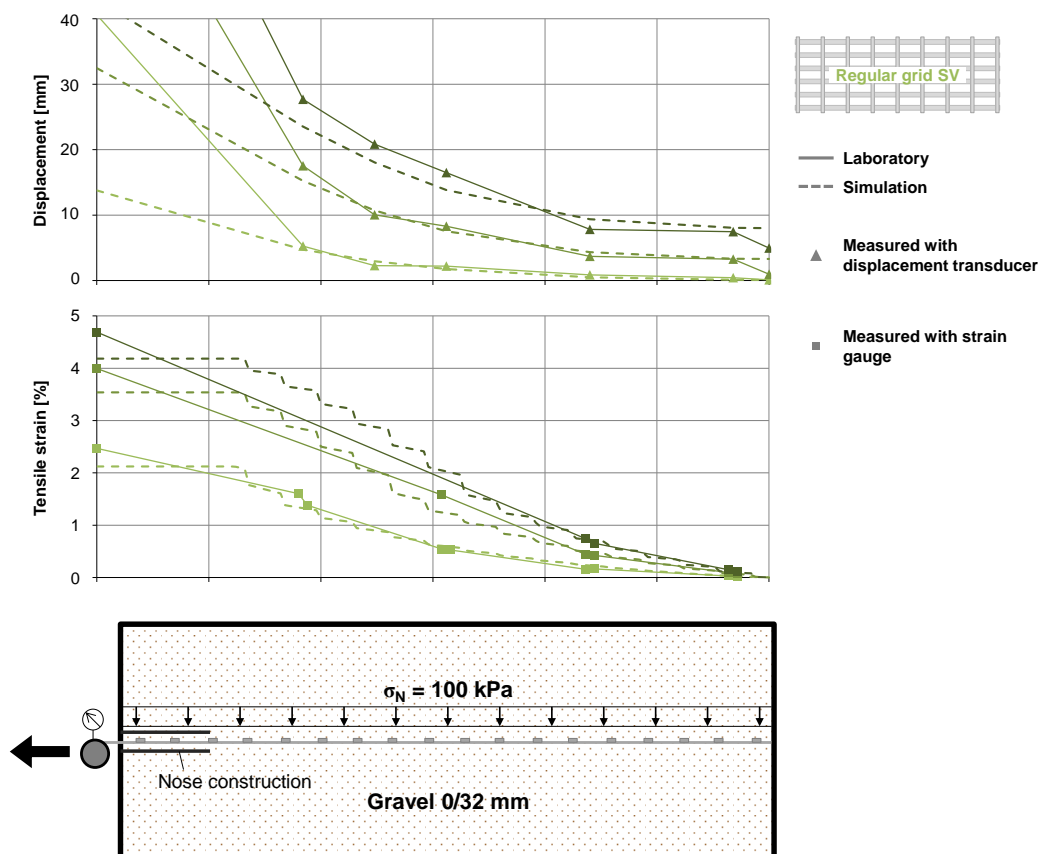 40
30
20
10
0
Displacement [mm]
Regular grid SV
Laboratory
Simulation
Measured with
displacement transducer
5
4
3
2
1
0
Tensile strain [%]
Measured with strain
gauge
σN = 100 kPa
Nose construction
Gravel 0/32 mm